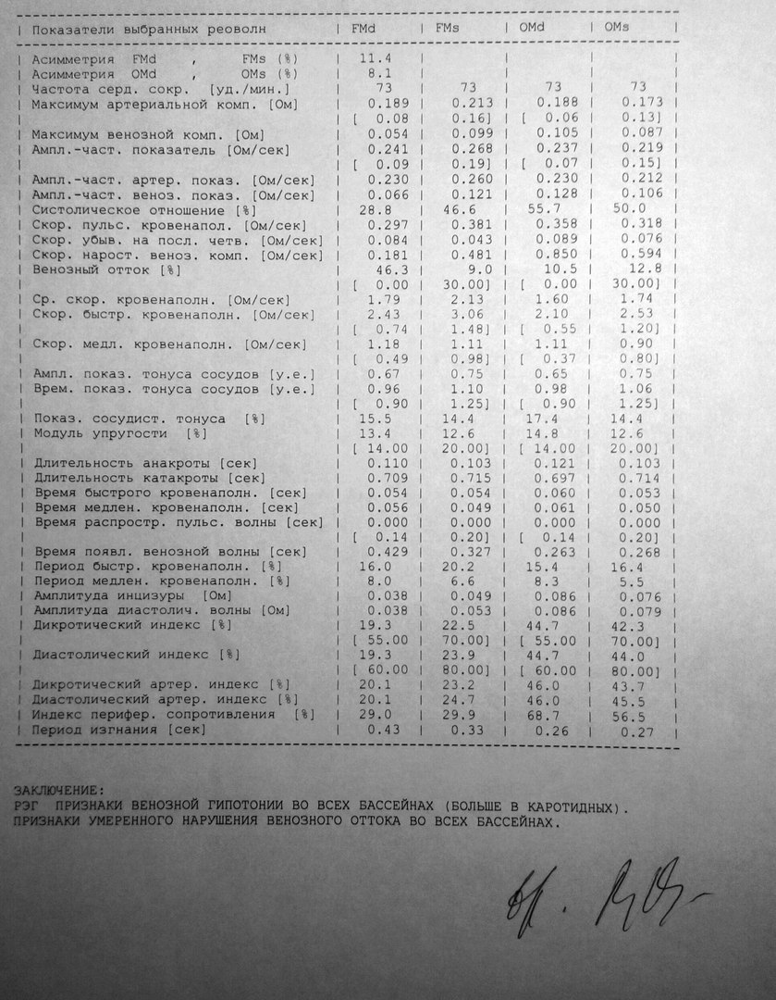 | Показатели выбранных реоволн | FMd | FMs | OMd | OMs |
| Асимметрия FMd , FMs (%) | 11.4 | | | |
| Асимметрия OMd , OMs (%) | 8.1 | | | |
| Частота серд. сокр. [уд./мин.] | 73 | 73 | 73 | 73 |
| Максимум артериальной комп. [Ом] | 0.189 | 0.213 | 0.188 | 0.173 |
| | [ 0.08 | 0.16] | [ 0.06 | 0.13] |
| Максимум венозной комп. [Ом] | 0.054 | 0.099 | 0.105 | 0.087 |
| Ампл.-част. показатель [Ом/сек] | 0.241 | 0.268 | 0.237 | 0.219 |
| | [ 0.09 | 0.19] | [ 0.07 | 0.15] |
| Ампл.-част. артер. показ. [Ом/сек] | 0.230 | 0.260 | 0.230 | 0.212 |
| Ампл.-част. веноз. показ. [Ом/сек] | 0.066 | 0.121 | 0.128 | 0.106 |
| Систолическое отношение [%] | 28.8 | 46.6 | 55.7 | 50.0 |
| Скор. пульс. кровенапол. [Ом/сек] | 0.297 | 0.381 | 0.358 | 0.318 |
| Скор. убыв. на посл. четв. [Ом/сек] | 0.084 | 0.043 | 0.089 | 0.076 |
| Скор. нарост. веноз. комп. [Ом/сек] | 0.181 | 0.481 | 0.850 | 0.594 |
| Венозный отток [%] | 46.3 | 9.0 | 10.5 | 12.8 |
| | [ 0.00 | 30.00] | [ 0.00 | 30.00] |
| Ср. скор. кровенаполн. [Ом/сек] | 1.79 | 2.13 | 1.60 | 1.74 |
| Скор. быстр. кровенаполн. [Ом/сек] | 2.43 | 3.06 | 2.10 | 2.53 |
| | [ 0.74 | 1.48] | [ 0.55 | 1.20] |
| Скор. медл. кровенаполн. [Ом/сек] | 1.18 | 1.11 | 1.11 | 0.90 |
| | [ 0.49 | 0.98] | [ 0.37 | 0.80] |
| Ампл. показ. тонуса сосудов [у.е.] | 0.67 | 0.75 | 0.65 | 0.75 |
| Врем. показ. тонуса сосудов [у.е.] | 0.96 | 1.10 | 0.98 | 1.06 |
| | [ 0.90 | 1.25] | [ 0.90 | 1.25] |
| Показ. сосудист. тонуса [%] | 15.5 | 14.4 | 17.4 | 14.4 |
| Модуль упругости [%] | 13.4 | 12.6 | 14.8 | 12.6 |
| | [ 14.00 | 20.00] | [ 14.00 | 20.00] |
| Длительность анакроты [сек] | 0.110 | 0.103 | 0.121 | 0.103 |
| Длительность катакроты [сек] | 0.709 | 0.715 | 0.697 | 0.714 |
| Время быстрого кровенаполн. [сек] | 0.054 | 0.054 | 0.060 | 0.053 |
| Время медлен. кровенаполн. [сек] | 0.056 | 0.049 | 0.061 | 0.050 |
| Время распростр. пульс. волны [сек] | 0.000 | 0.000 | 0.000 | 0.000 |
| | [ 0.14 | 0.20] | [ 0.14 | 0.20] |
| Время появл. венозной волны [сек] | 0.429 | 0.327 | 0.263 | 0.268 |
| Период быстр. кровенаполн. [%] | 16.0 | 20.2 | 15.4 | 16.4 |
| Период медлен. кровенаполн. [%] | 8.0 | 6.6 | 8.3 | 5.5 |
| Амплитуда инцизуры [Ом] | 0.038 | 0.049 | 0.086 | 0.076 |
| Амплитуда диастолич. волны [Ом] | 0.038 | 0.053 | 0.086 | 0.079 |
| Дикротический индекс [%] | 19.3 | 22.5 | 44.7 | 42.3 |
| | [ 55.00 | 70.00] | [ 55.00 | 70.00] |
| Диастолический индекс [%] | 19.3 | 23.9 | 44.7 | 44.0 |
| | [ 60.00 | 80.00] | [ 60.00 | 80.00] |
| Дикротический артер. индекс [%] | 20.1 | 23.2 | 46.0 | 43.7 |
| Диастолический артер. индекс [%] | 20.1 | 24.7 | 46.0 | 45.5 |
| Индекс перифер. сопротивления [%] | 29.0 | 29.9 | 68.7 | 56.5 |
| Период изгнания [сек] | 0.43 | 0.33 | 0.26 | 0.27 |
ЗАКЛЮЧЕНИЕ:
РЭГ ПРИЗНАКИ ВЕНОЗНОЙ ГИПОТОНИИ ВО ВСЕХ БАССЕЙНАХ (БОЛЬШЕ В КАРОТИДНЫХ).
ПРИЗНАКИ УМЕРЕННОГО НАРУШЕНИЯ ВЕНОЗНОГО ОТТОКА ВО ВСЕХ БАССЕЙНАХ.